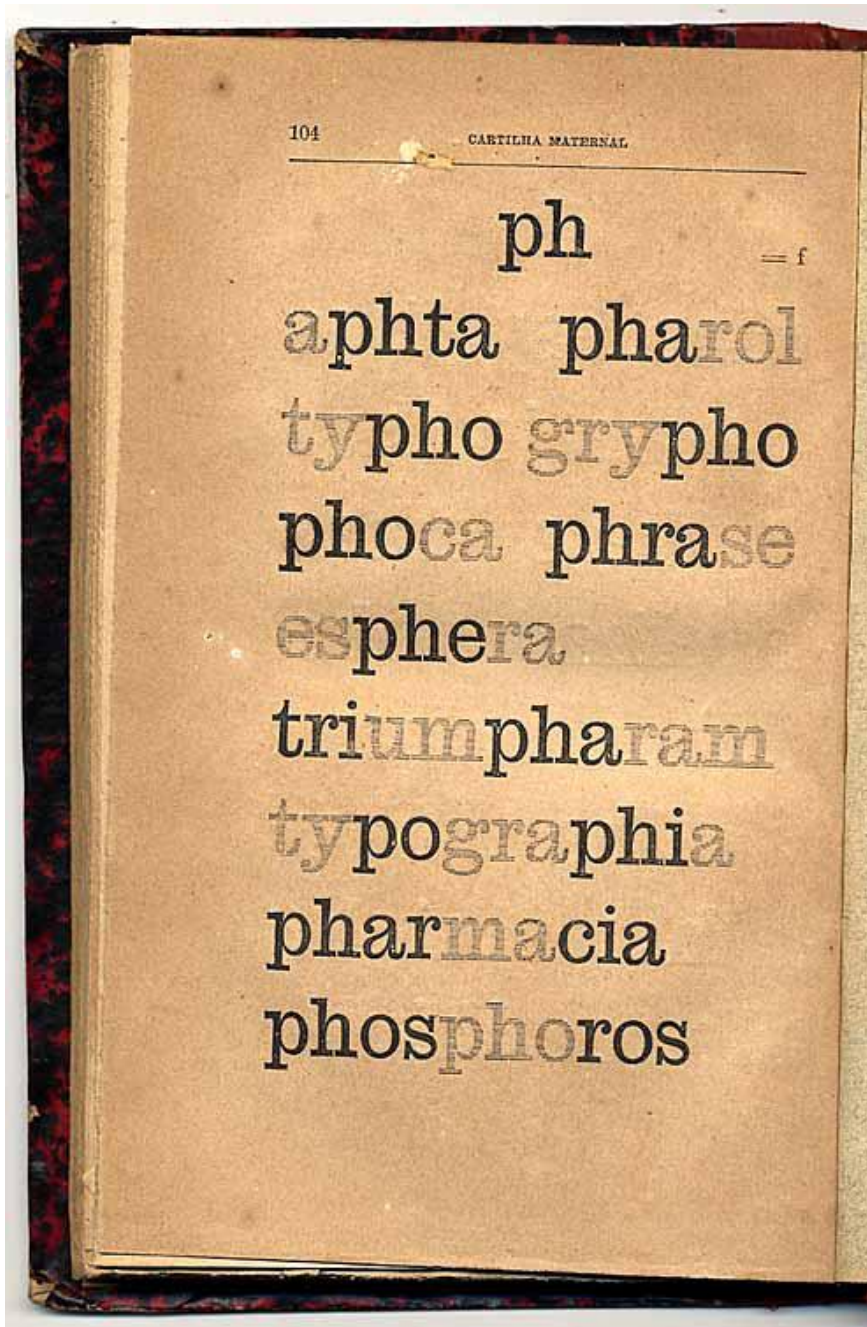 104 CARTILHA MATERNAL
ph
= f
aphta pharol
typho grypho
phoca phrase
esphera
triumpharam
typographia
pharmacia
phosphoros